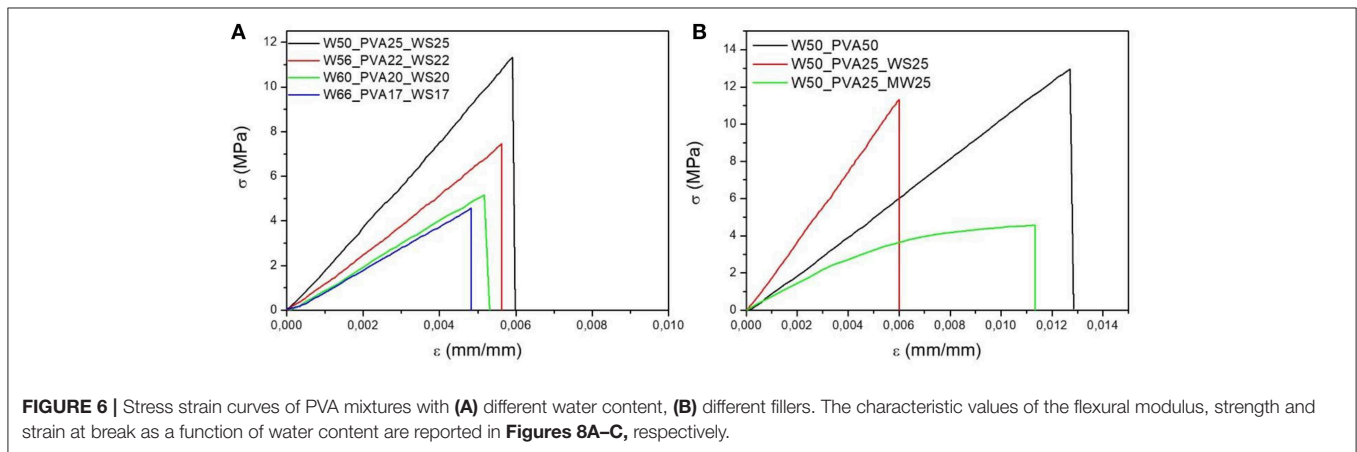 A
W50_PVA25_WS25
W56_PVA22_WS22
W60_PVA20_WS20
W66_PVA17_WS17
12
10
8
6
4
2
0
σ (MPa)
0,000 0,002 0,004 0,006 0,008 0,010
ε (mm/mm)
B
W50_PVA50
W50_PVA25_WS25
W50_PVA25_MW25
14
12
10
8
6
4
2
0
σ (MPa)
0,000 0,002 0,004 0,006 0,008 0,010 0,012 0,014
ε (mm/mm)
FIGURE 6 | Stress strain curves of PVA mixtures with (A) different water content, (B) different fillers. The characteristic values of the flexural modulus, strength and
strain at break as a function of water content are reported in Figures 8A–C, respectively.